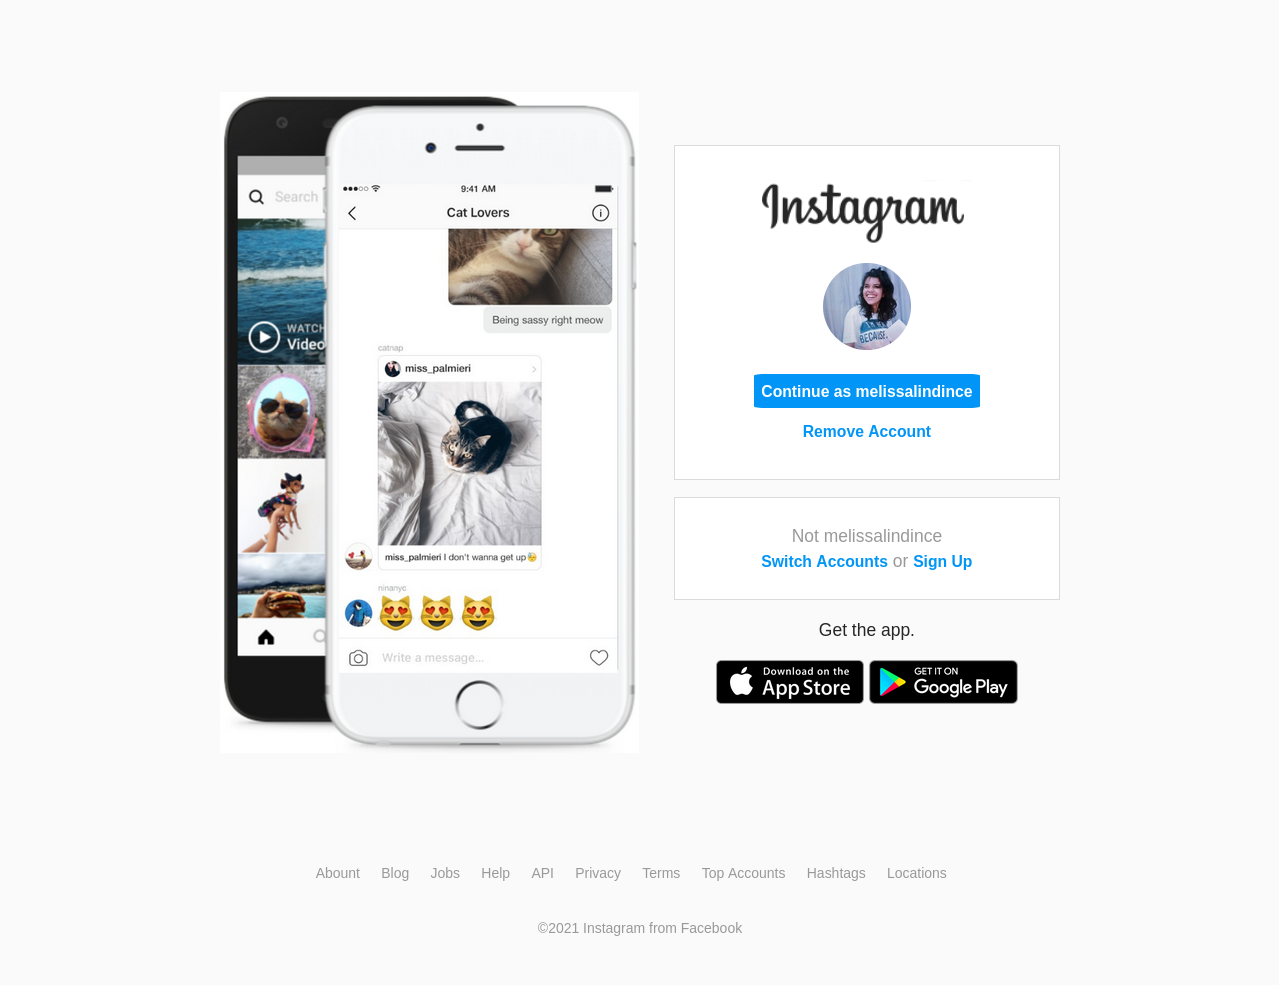 Search
WATCH
Video
9:41 AM
Cat Lovers
Being sassy right meow
catnap
miss_palmieri
miss_palmieri I don't wanna get up😴
ninanyc
😻😻😻
Write a message...
Instagram
BECAUSE
Continue as melissalindince
Remove Account
Not melissalindince
Switch Accounts or Sign Up
Get the app.
Download on the
App Store
GET IT ON
Google Play
Abount Blog Jobs Help API Privacy Terms Top Accounts Hashtags Locations
©2021 Instagram from Facebook